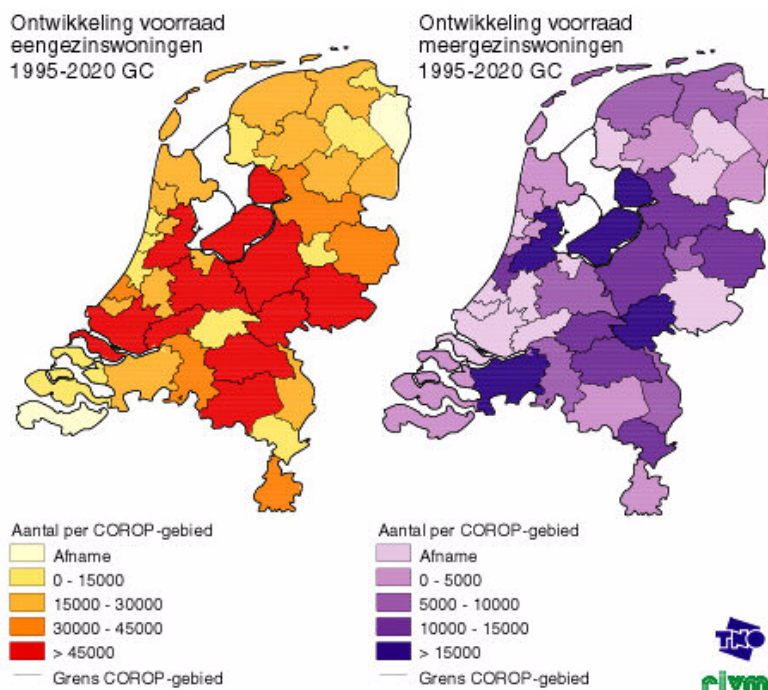 Ontwikkeling voorraad
eengezinswoningen
1995-2020 GC
Ontwikkeling voorraad
meergezinswoningen
1995-2020 GC
Aantal per COROP-gebied
Afname
0 - 15000
15000 - 30000
30000 - 45000
> 45000
Grens COROP-gebied
Aantal per COROP-gebied
Afname
0 - 5000
5000 - 10000
10000 - 15000
> 15000
Grens COROP-gebied
TNO